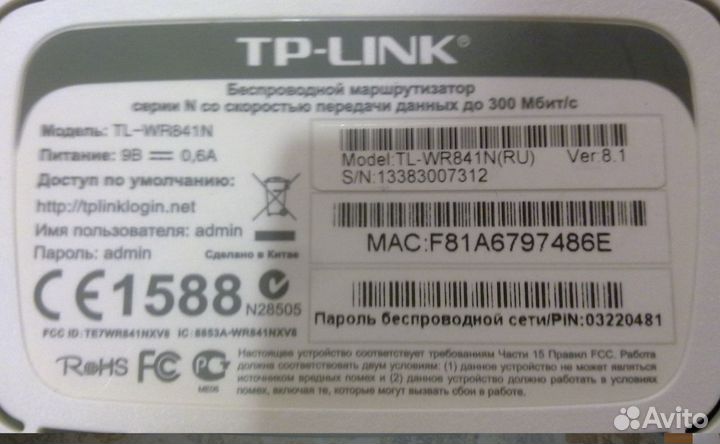 TP-LINK®
Беспроводной маршрутизатор
серии N со скоростью передачи данных до 300 Мбит/с
Модель: TL-WR841N
Питание: 9В 0,6А
Доступ по умолчанию:
http://tplinklogin.net
Имя пользователя: admin
Пароль: admin
Сделано в Китае
CE1588
N28505
FCC ID: TE7WR841NXV8 IC: 8853A-WR841NXV8
Model:TL-WR841N(RU) Ver:8.1
S/N:13383007312
MAC:F81A6797486E
Пароль беспроводной сети/PIN:03220481
RoHS FC РСТ
ME06
Настоящее устройство соответствует требованиям Части 15 Правил FCC. Работа
должна соответствовать двум условиям: (1) данное устройство не может являться
источником вредных помех и (2) данное устройство должно работать в условиях
помех, включая те, которые могут вызвать сбои в работе.
Avito